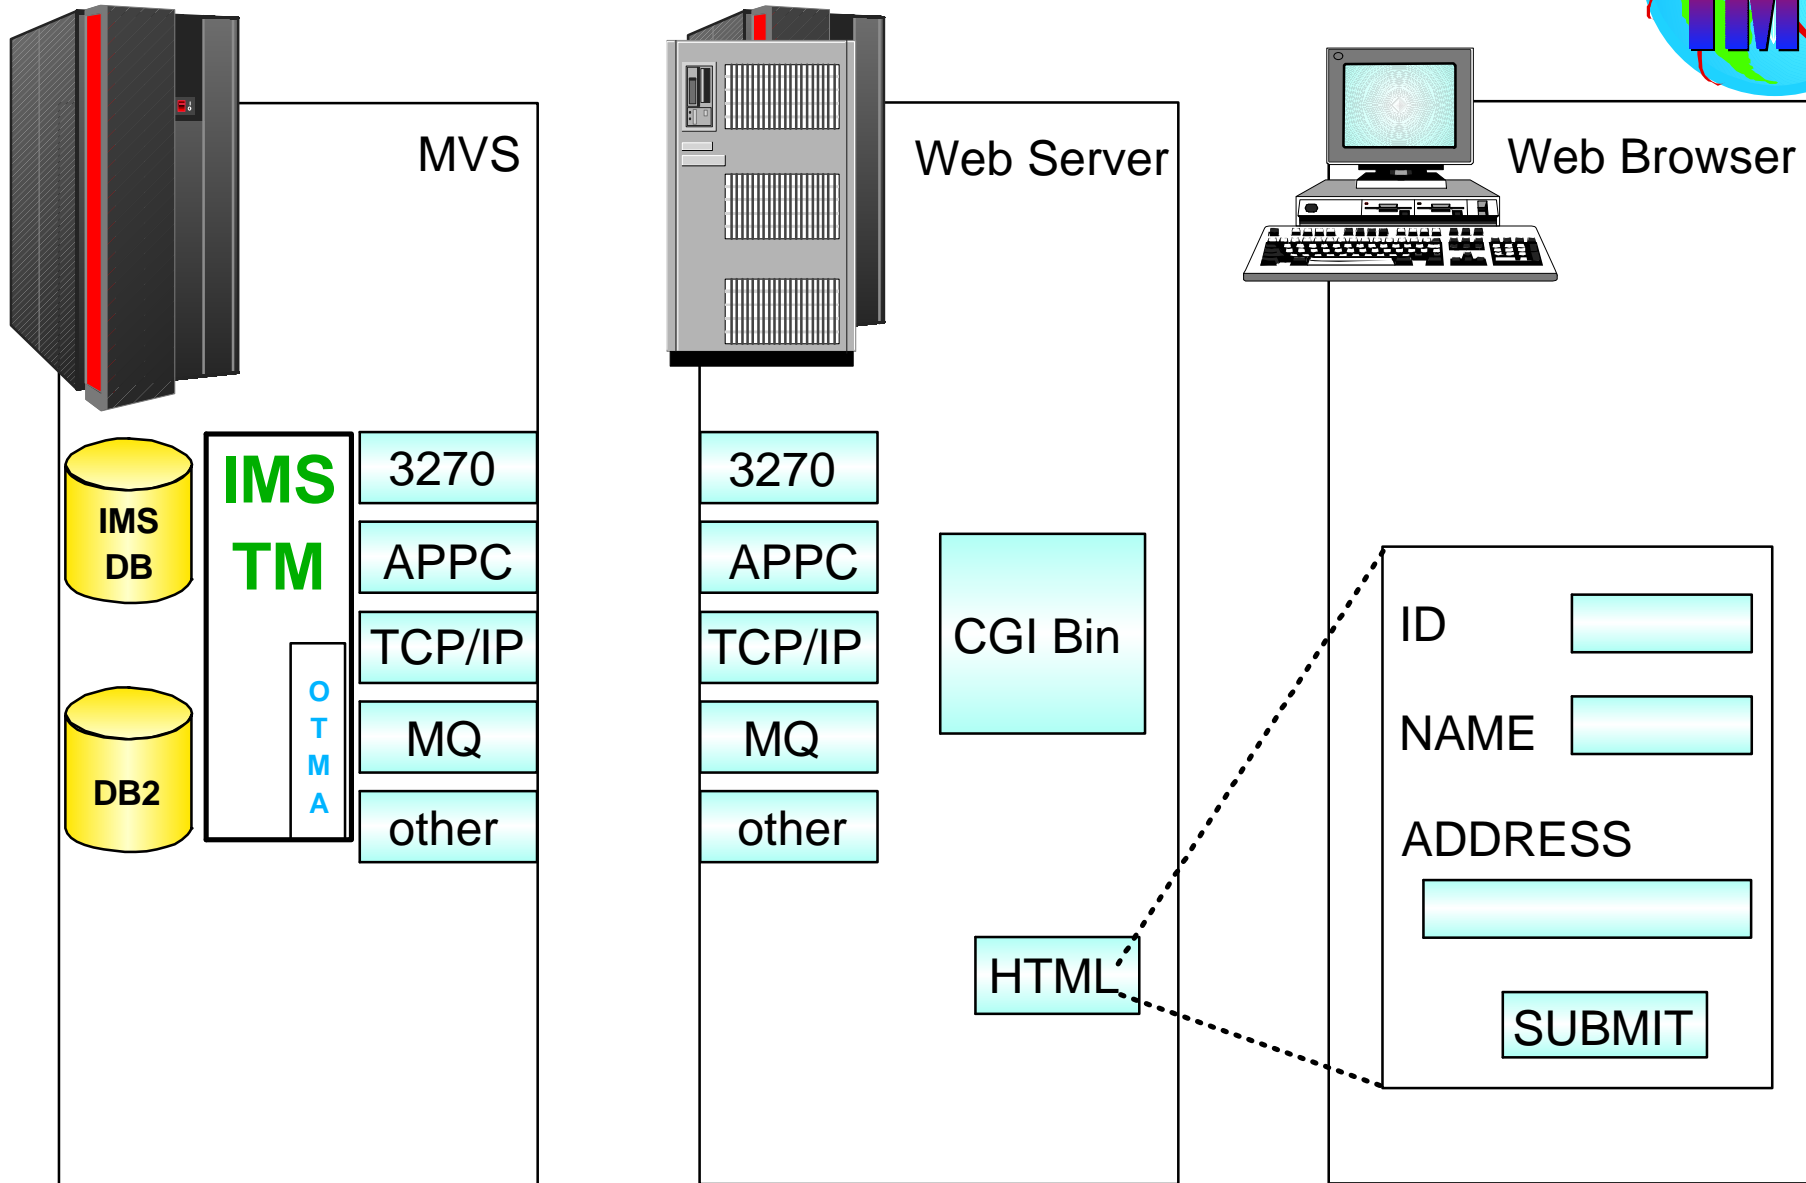 MVS
IMS
DB
DB2
IMS
TM
O
T
M
A
3270
APPC
TCP/IP
MQ
other
Web Server
3270
APPC
TCP/IP
MQ
other
CGI Bin
HTML
Web Browser
ID
NAME
ADDRESS
SUBMIT